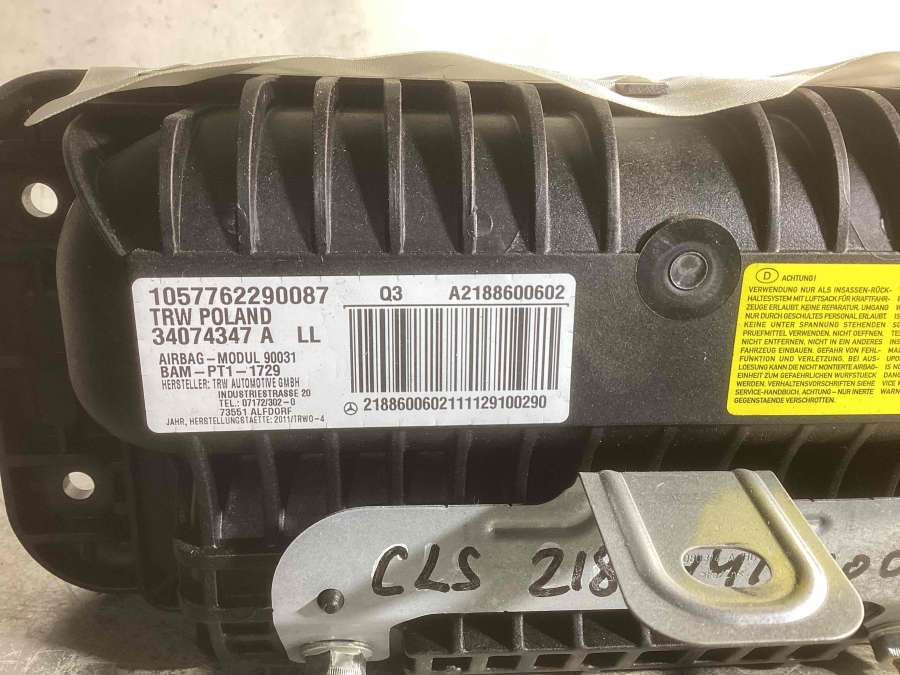 1057762290087
TRW POLAND
34074347 A LL
AIRBAG-MODUL 90031
BAM-PT1-1729
HERSTELLER: TRW AUTOMOTIVE GMBH
INDUSTRIESTRASSE 20
TEL.: 07172/302-0
73551 ALFDORF
JAHR, HERSTELLUNGSTAETTE: 2011/TRWO-4
Q3 A2188600602
2188600602111129100290
D ACHTUNG!
VERWENDUNG NUR ALS INSASSEN-RÜCK-
HALTESYSTEM MIT LUFTSACK FÜR KRAFTFAHR-
ZEUGE ERLAUBT. KEINE REPARATUR. UMGANG
NUR DURCH GESCHULTES PERSONAL ERLAUBT.
KEINE UNTER SPANNUNG STEHENDEN
PRUEFMITTEL VERWENDEN. NICHT OEFFNEN.
NICHT ENTFERNEN. NICHT IN EIN ANDERES
FAHRZEUG EINBAUEN. GEFAHR VON FEHL-
FUNKTION UND VERLETZUNG. BEI AUS-
LOESUNG KANN DIE NICHT MONTIERTE AIRBAG-
EINHEIT ZUM GEFAEHRLICHEN WURFSTUECK
WERDEN. VERHALTENSVORSCHRIFTEN SIEHE
SERVICE-HANDBUCH. ACHTUNG - NUR INERTE
GEGENSTAENDE VERWENDEN.
CLS 218